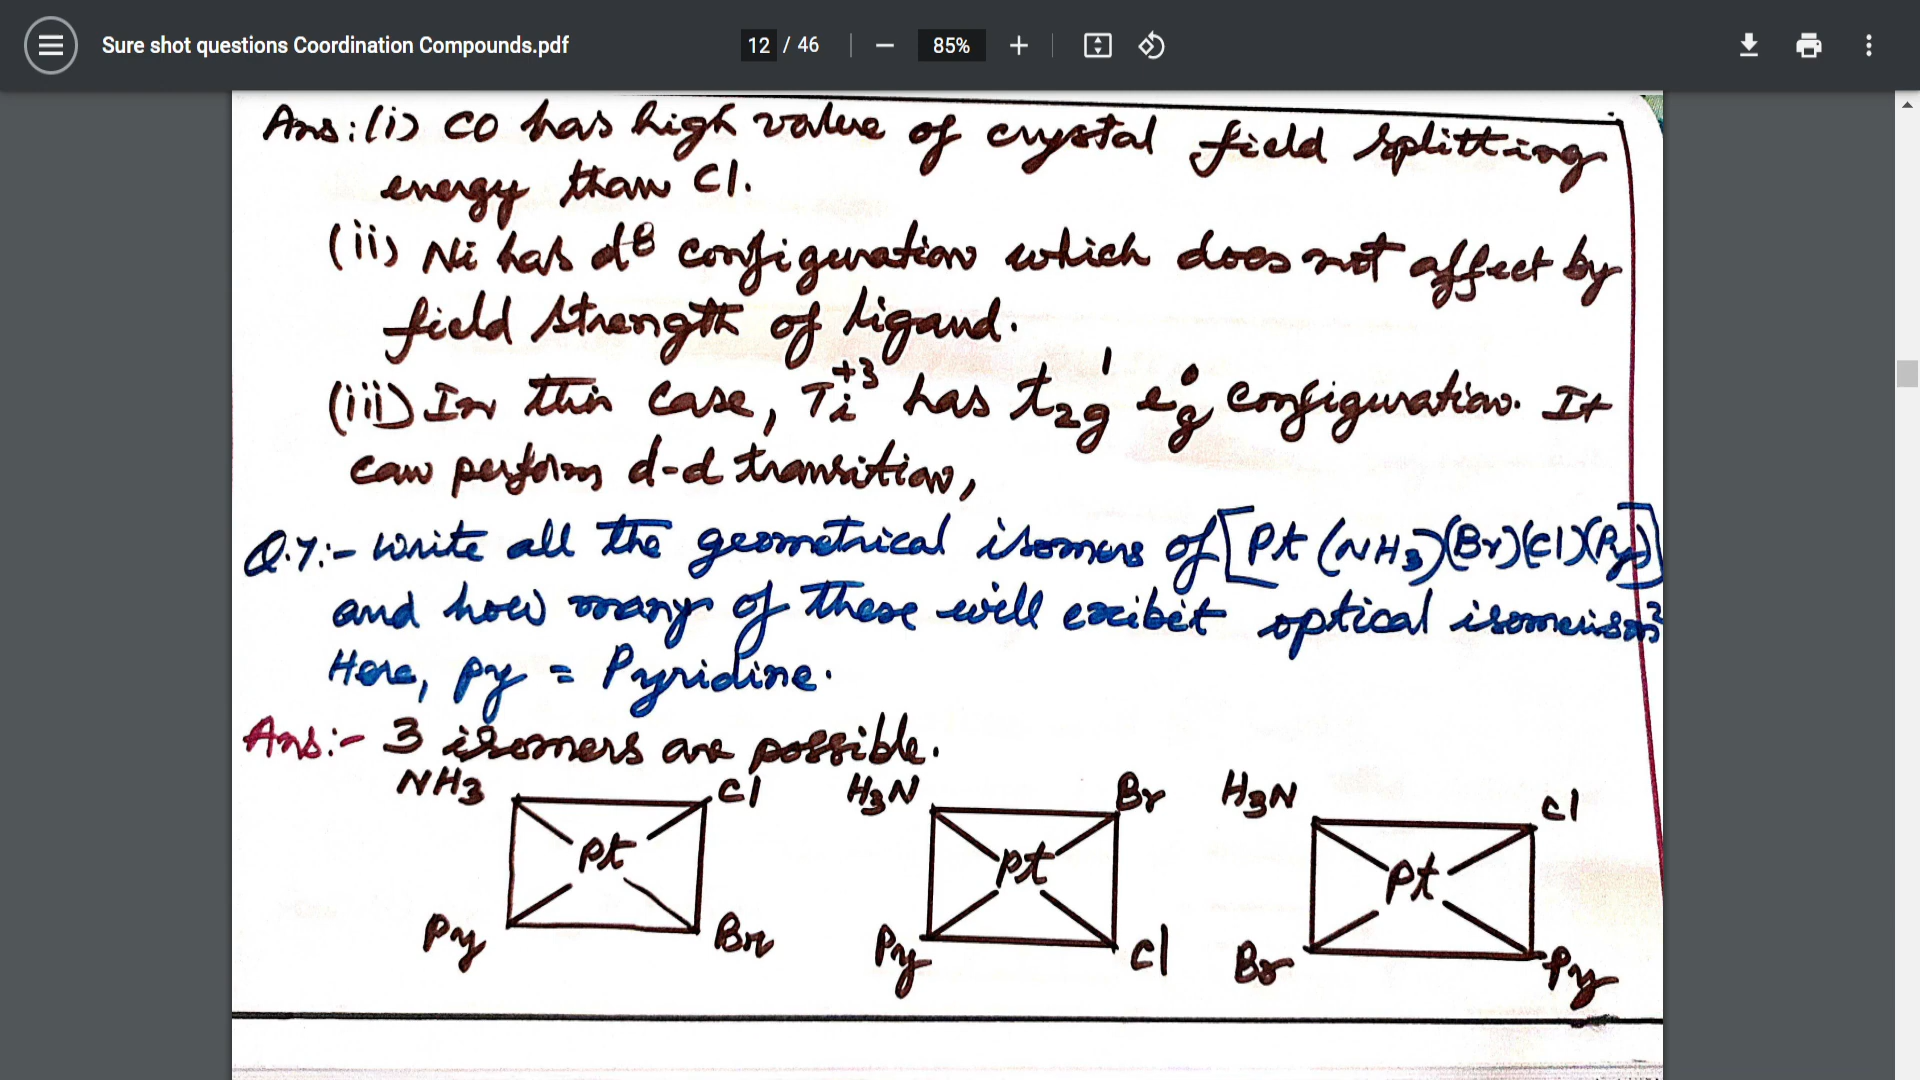 Sure shot questions Coordination Compounds.pdf
12 / 46
85%
Ans:(i) CO has high value of crystal field splitting
energy than Cl.
(ii) Ni has d⁸ configuration which does not affect by
field strength of ligand.
(iii) In this case, Ti⁺³ has t₂g¹ eg⁰ configuration. It
can perform d-d transition,
Q.7:- Write all the geometrical isomers of [Pt(NH₃)(Br)(Cl)(Py)]
and how many of these will exibit optical isomerism?
Here, py = Pyridine.
Ans:- 3 isomers are possible.
NH₃ Cl H₃N Br H₃N Cl
Pt Pt Pt
Py Br Py Cl Br Py